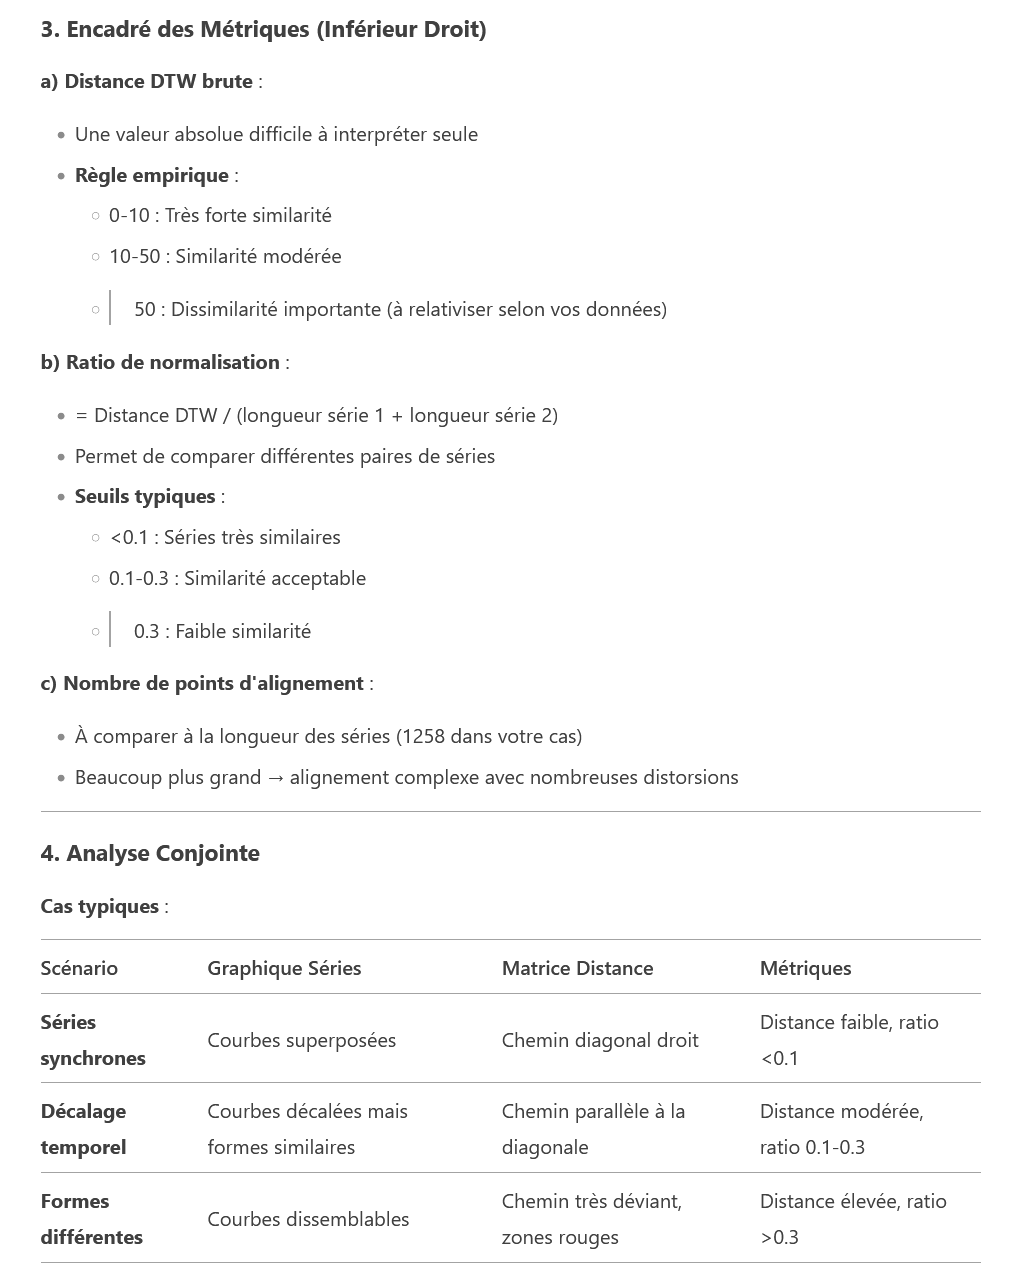 3. Encadré des Métriques (Inférieur Droit)
a) Distance DTW brute :
• Une valeur absolue difficile à interpréter seule
• Règle empirique :
○ 0-10 : Très forte similarité
○ 10-50 : Similarité modérée
○ 50 : Dissimilarité importante (à relativiser selon vos données)
b) Ratio de normalisation :
• = Distance DTW / (longueur série 1 + longueur série 2)
• Permet de comparer différentes paires de séries
• Seuils typiques :
○ <0.1 : Séries très similaires
○ 0.1-0.3 : Similarité acceptable
○ 0.3 : Faible similarité
c) Nombre de points d'alignement :
• À comparer à la longueur des séries (1258 dans votre cas)
• Beaucoup plus grand → alignement complexe avec nombreuses distorsions
4. Analyse Conjointe
Cas typiques :
Scénario Graphique Séries Matrice Distance Métriques
Séries synchrones Courbes superposées Chemin diagonal droit Distance faible, ratio <0.1
Décalage temporel Courbes décalées mais formes similaires Chemin parallèle à la diagonale Distance modérée, ratio 0.1-0.3
Formes différentes Courbes dissemblables Chemin très déviant, zones rouges Distance élevée, ratio >0.3